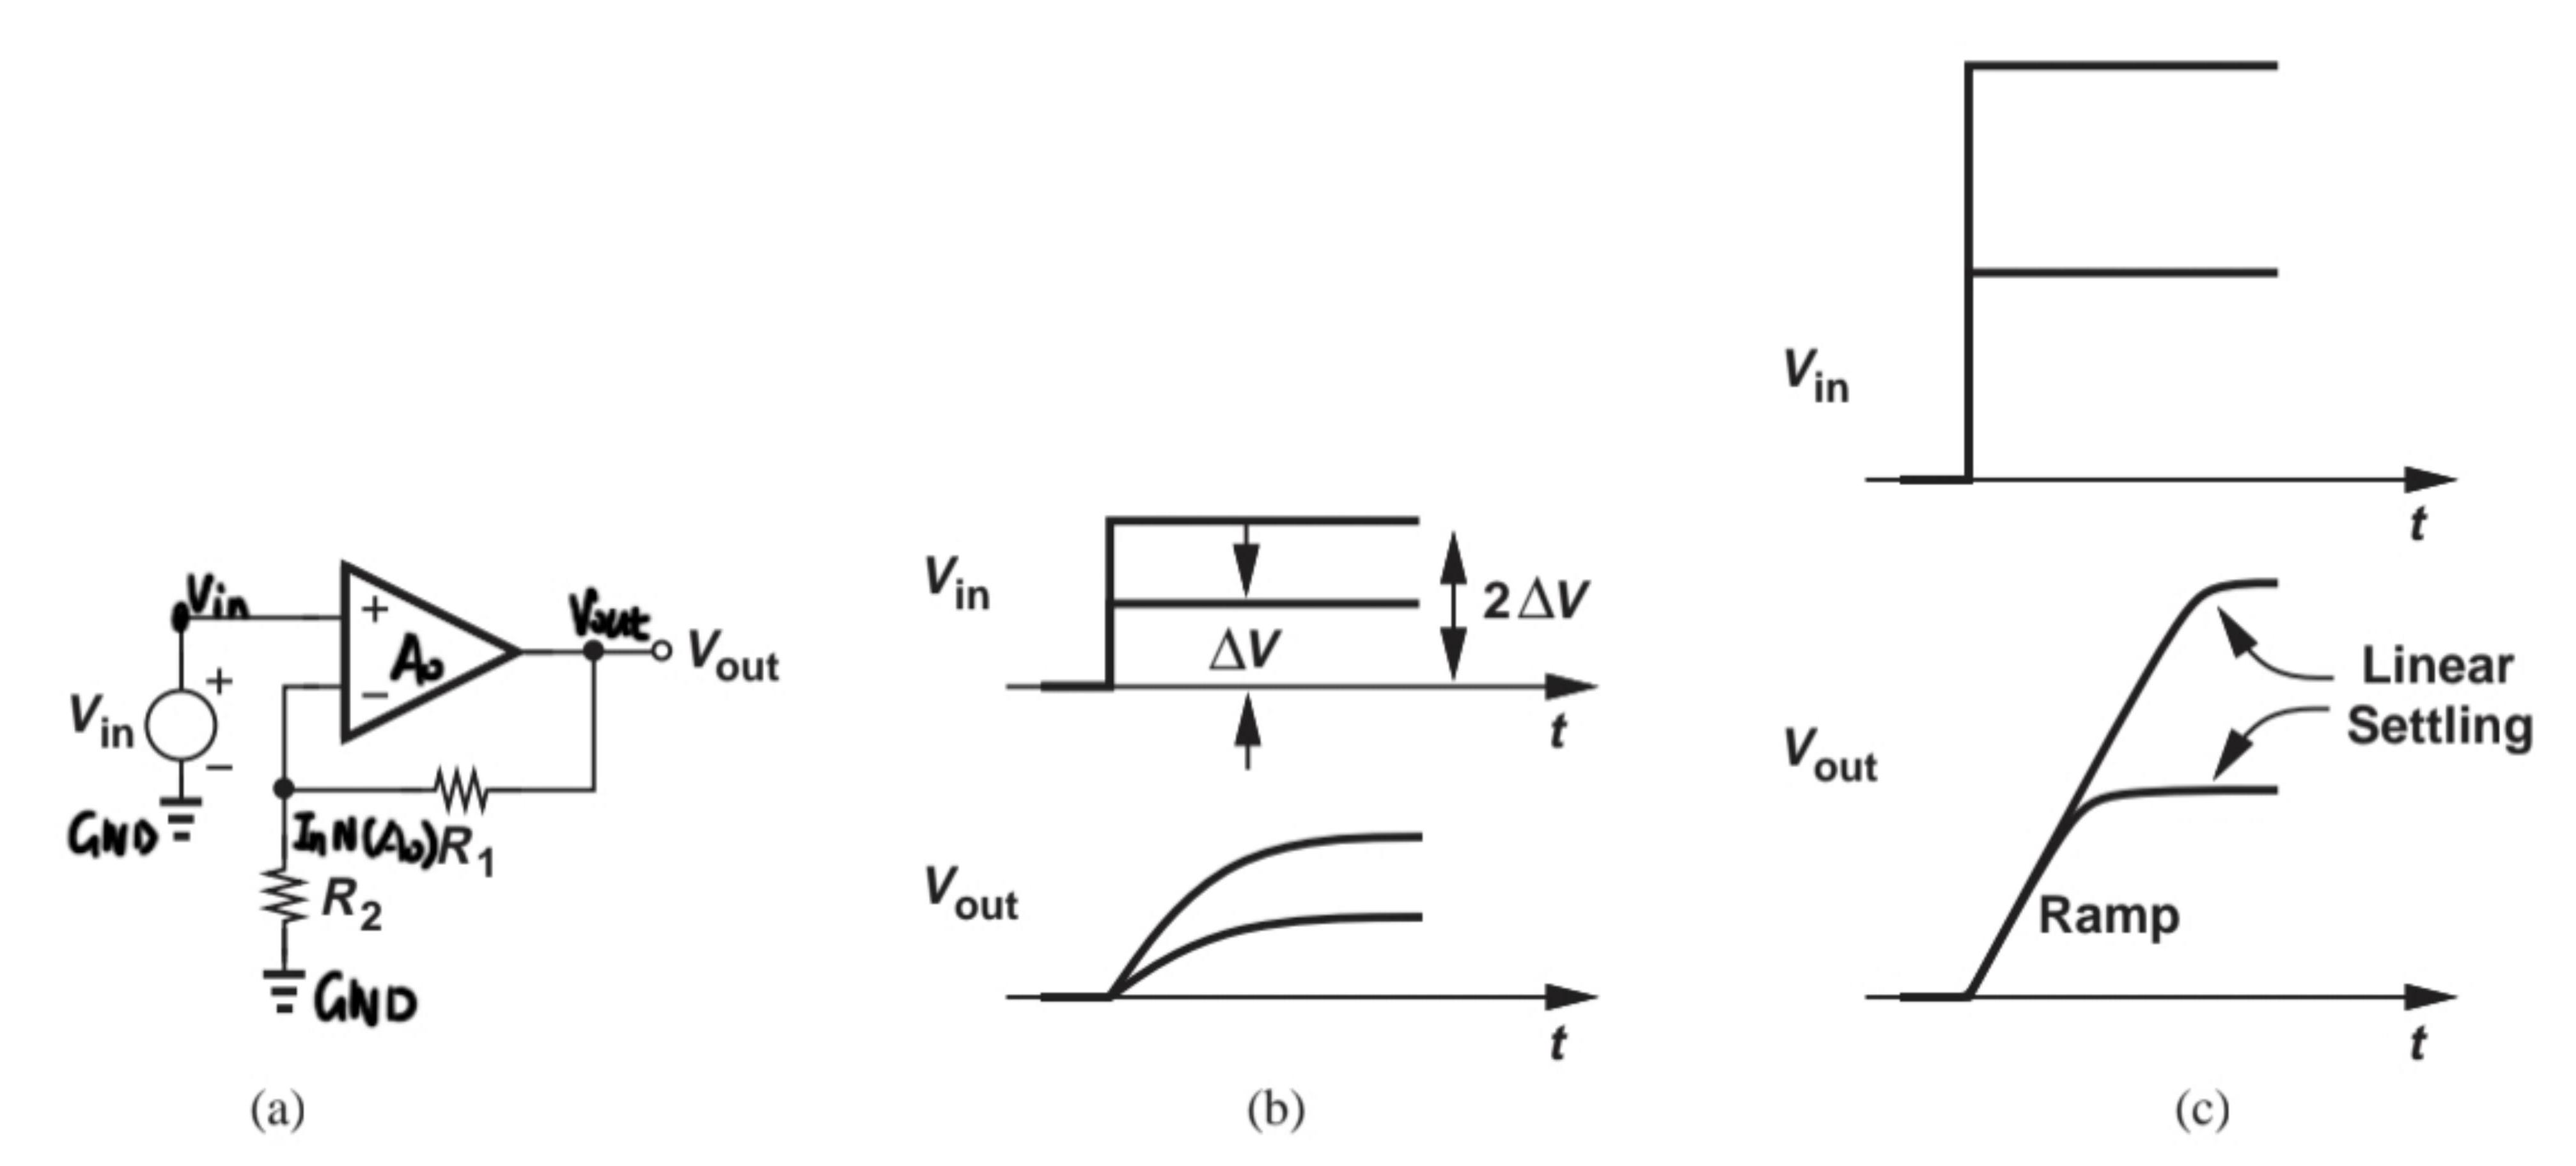 Vin
+
A₀
−
Vout
Vout
Vin
+
−
GND
InN(A₀)
R1
R2
GND
(a)
Vin
ΔV
2ΔV
t
Vout
t
(b)
Vin
t
Vout
Linear
Settling
Ramp
t
(c)